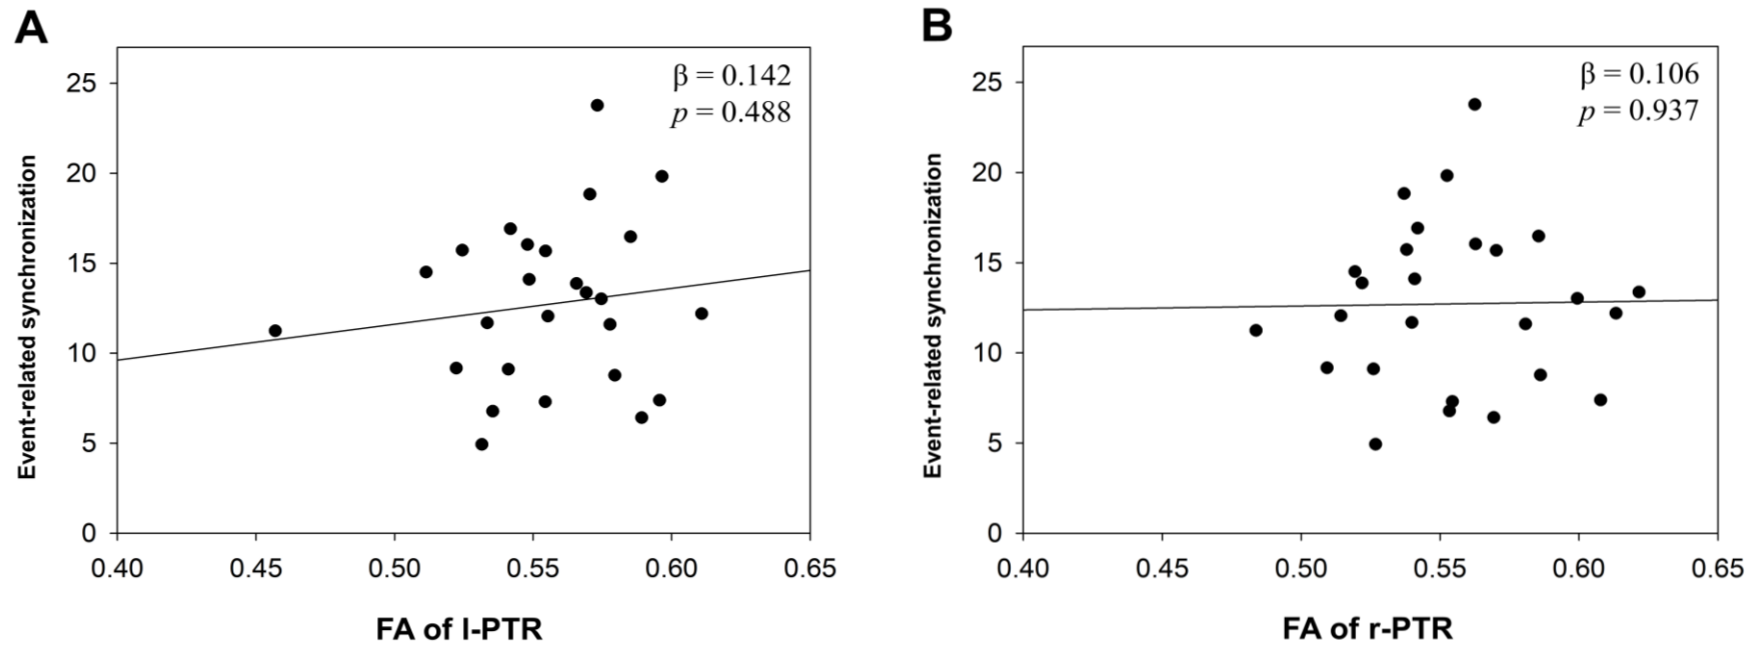 A
β = 0.142
p = 0.488
Event-related synchronization
25
20
15
10
5
0
0.40 0.45 0.50 0.55 0.60 0.65
FA of l-PTR
B
β = 0.106
p = 0.937
Event-related synchronization
25
20
15
10
5
0
0.40 0.45 0.50 0.55 0.60 0.65
FA of r-PTR